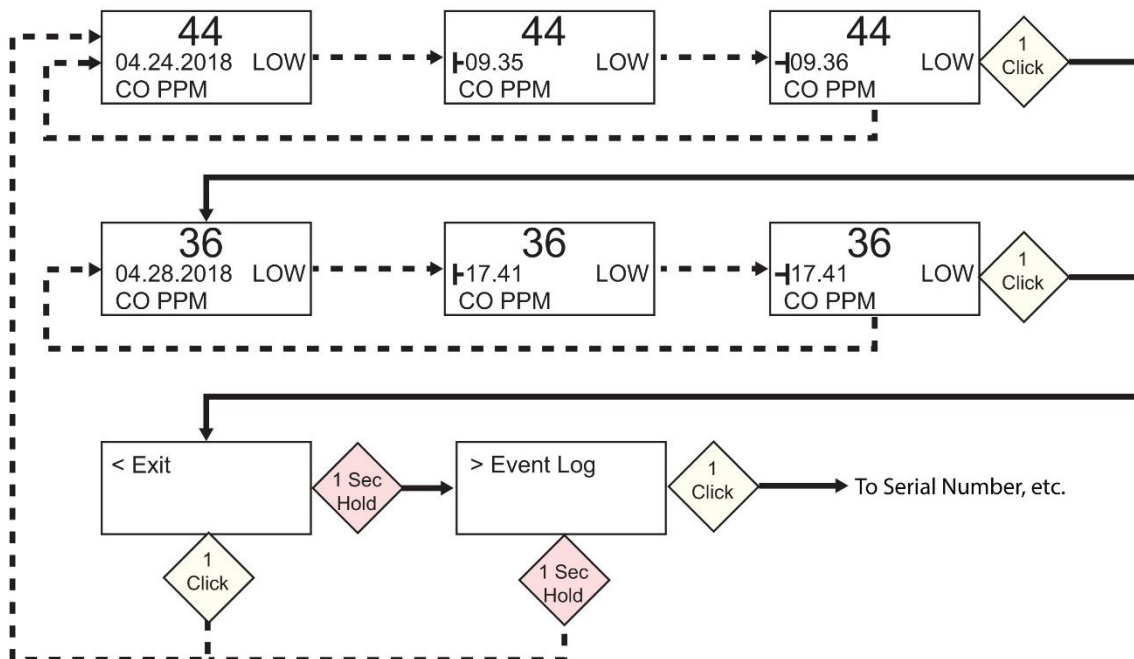 44
04.24.2018 LOW
CO PPM
44
09.35 LOW
CO PPM
44
09.36 LOW
CO PPM
1
Click
36
04.28.2018 LOW
CO PPM
36
17.41 LOW
CO PPM
36
17.41 LOW
CO PPM
1
Click
< Exit
1 Sec
Hold
> Event Log
1
Click
To Serial Number, etc.
1
Click
1 Sec
Hold